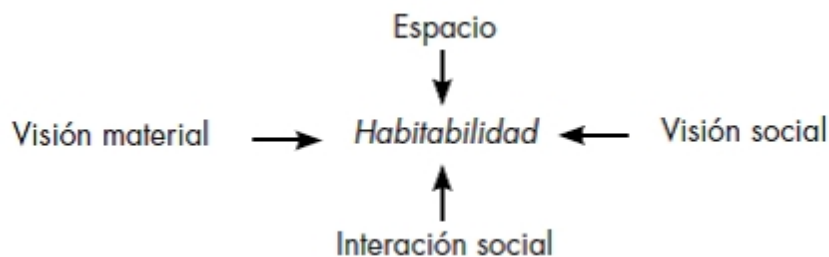 Espacio
Visión material Habitabilidad Visión social
Interación social